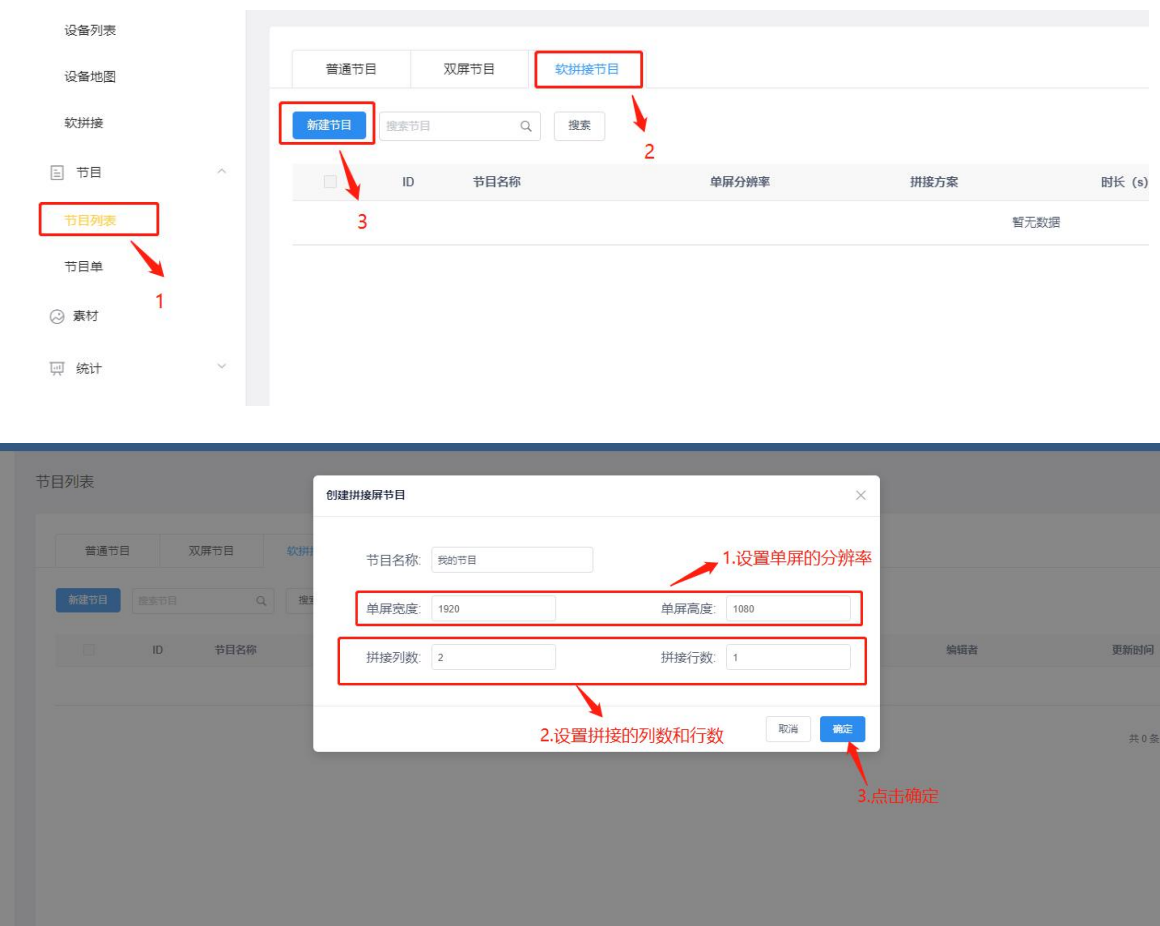 设备列表
设备地图
软拼接
节目
节目列表
节目单
素材
统计
1
普通节目 双屏节目 软拼接节目
新建节目 搜索节目 搜索
2
ID 节目名称 单屏分辨率 拼接方案 时长 (s)
3
暂无数据
节目列表
普通节目 双屏节目 软拼
新建节目 搜索节目
ID 节目名称 编辑者 更新时间
共 0 条
创建拼接屏节目
节目名称: 我的节目
1.设置单屏的分辨率
单屏宽度: 1920 单屏高度: 1080
拼接列数: 2 拼接行数: 1
2.设置拼接的列数和行数
取消 确定
3.点击确定